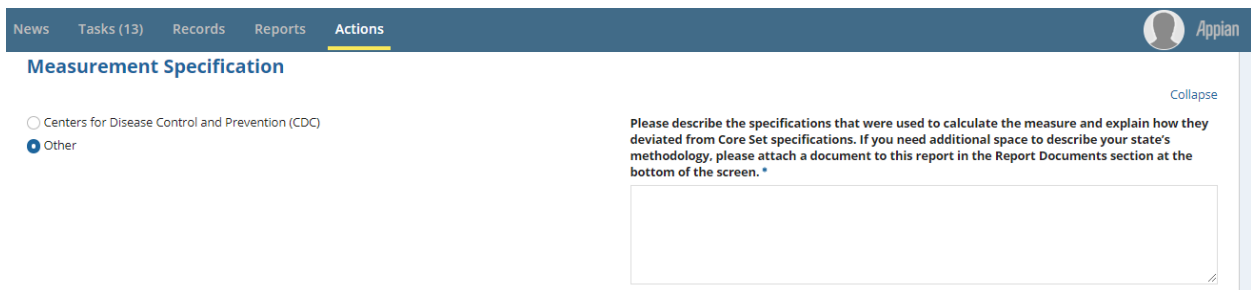 News Tasks (13) Records Reports Actions Appian
Measurement Specification
Collapse
Centers for Disease Control and Prevention (CDC)
Other
Please describe the specifications that were used to calculate the measure and explain how they
deviated from Core Set specifications. If you need additional space to describe your state's
methodology, please attach a document to this report in the Report Documents section at the
bottom of the screen. *